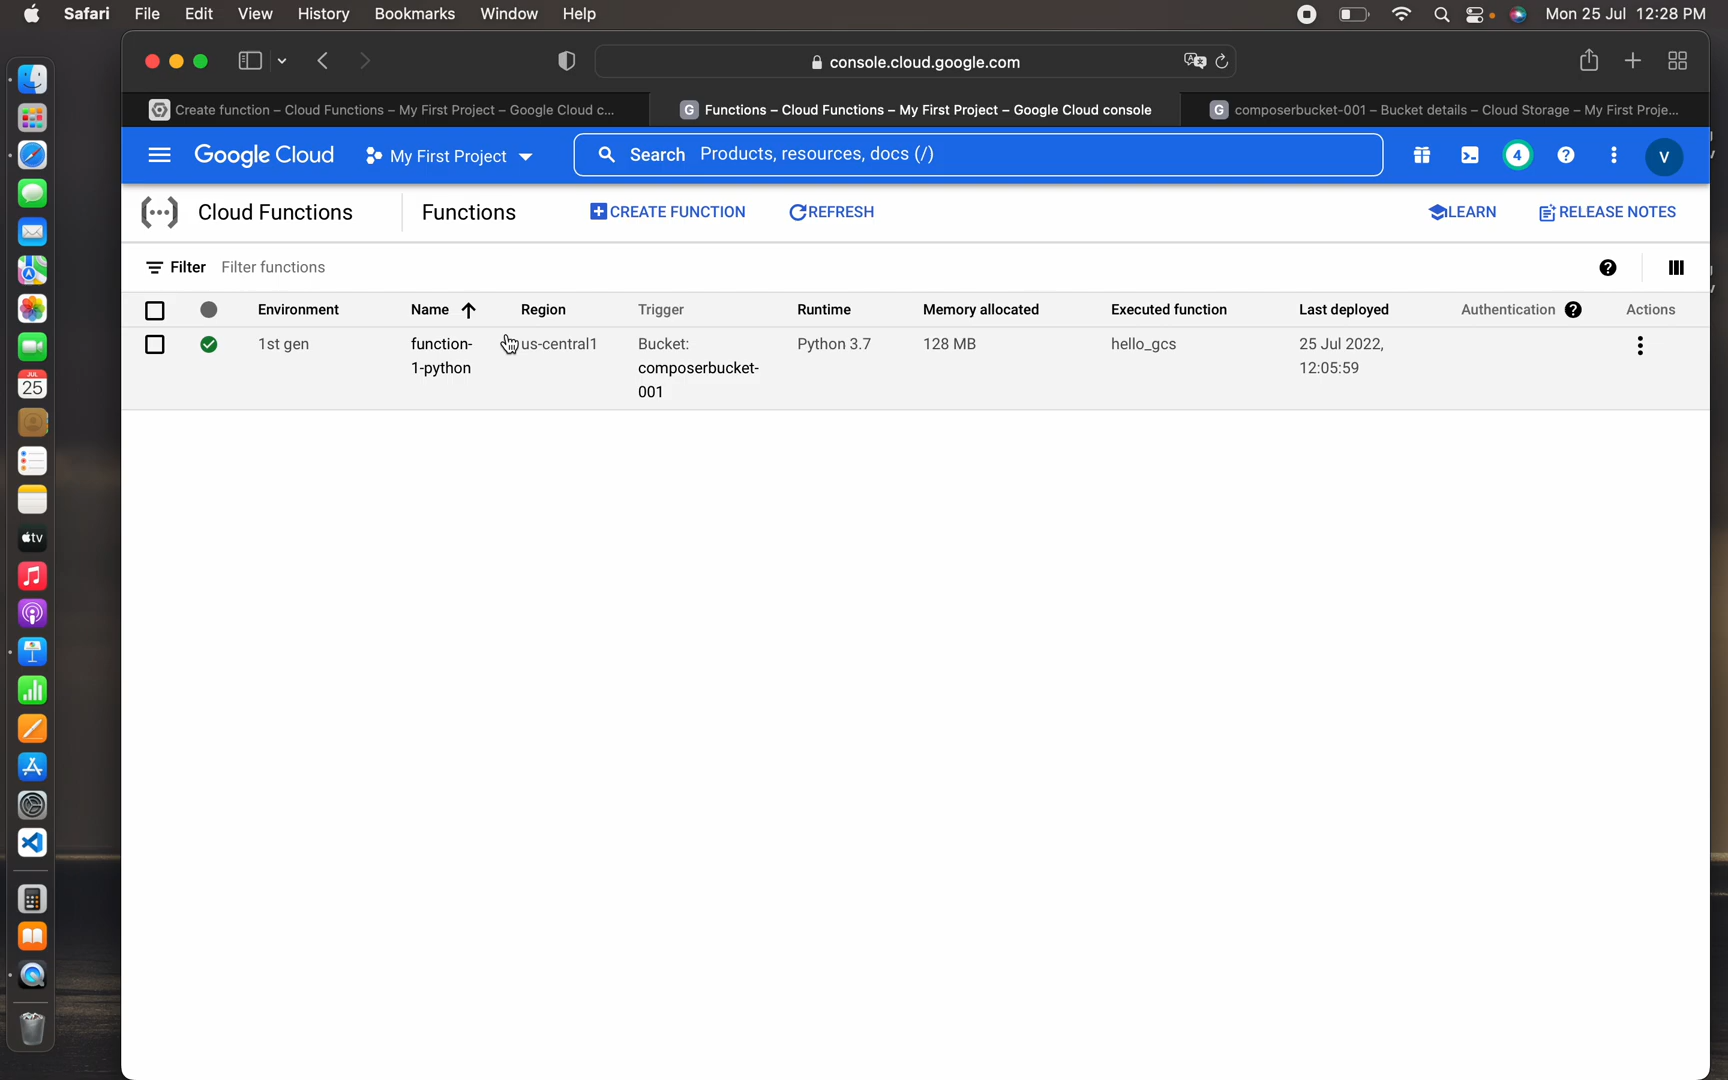 Safari File Edit View History Bookmarks Window Help Mon 25 Jul 12:28 PM
console.cloud.google.com
Create function – Cloud Functions – My First Project – Google Cloud c...
G Functions – Cloud Functions – My First Project – Google Cloud console
G composerbucket-001 – Bucket details – Cloud Storage – My First Proje...
Google Cloud My First Project Search Products, resources, docs (/) 4 V
Cloud Functions Functions CREATE FUNCTION REFRESH LEARN RELEASE NOTES
Filter Filter functions
Environment Name Region Trigger Runtime Memory allocated Executed function Last deployed Authentication Actions
1st gen function- us-central1 Bucket: Python 3.7 128 MB hello_gcs 25 Jul 2022,
1-python composerbucket- 12:05:59
001
JUL
25
tv